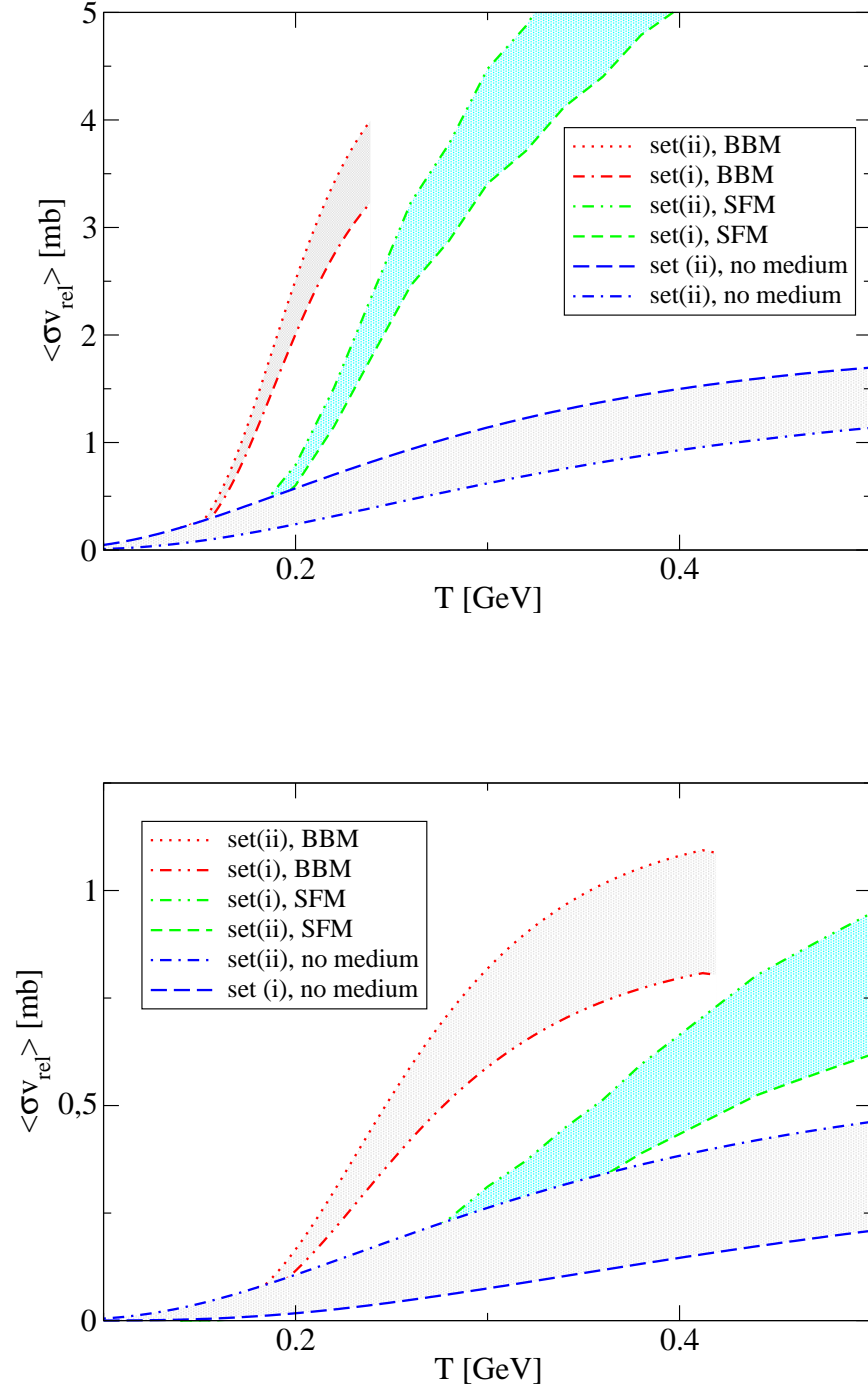 5
4
3
2
1
0
<σv_rel> [mb]
set(ii), BBM
set(i), BBM
set(ii), SFM
set(i), SFM
set (ii), no medium
set(ii), no medium
0.2
0.4
T [GeV]
1
0,5
0
<σv_rel> [mb]
set(ii), BBM
set(i), BBM
set(i), SFM
set(ii), SFM
set(ii), no medium
set (i), no medium
0.2
0.4
T [GeV]